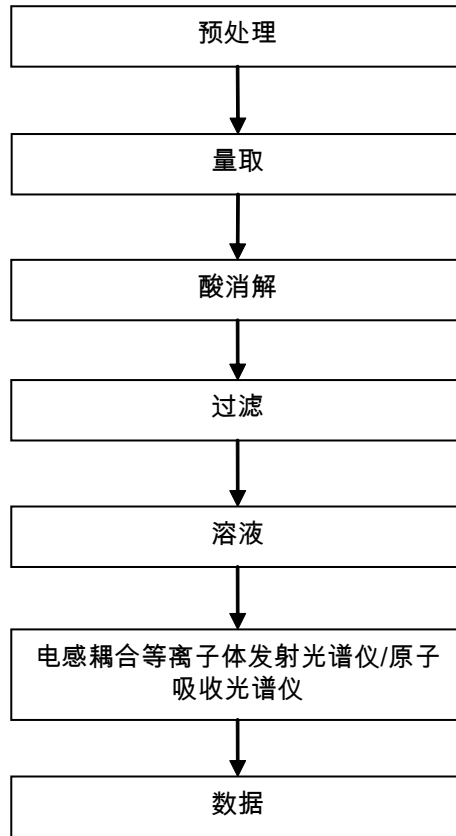 预处理
量取
酸消解
过滤
溶液
电感耦合等离子体发射光谱仪/原子
吸收光谱仪
数据